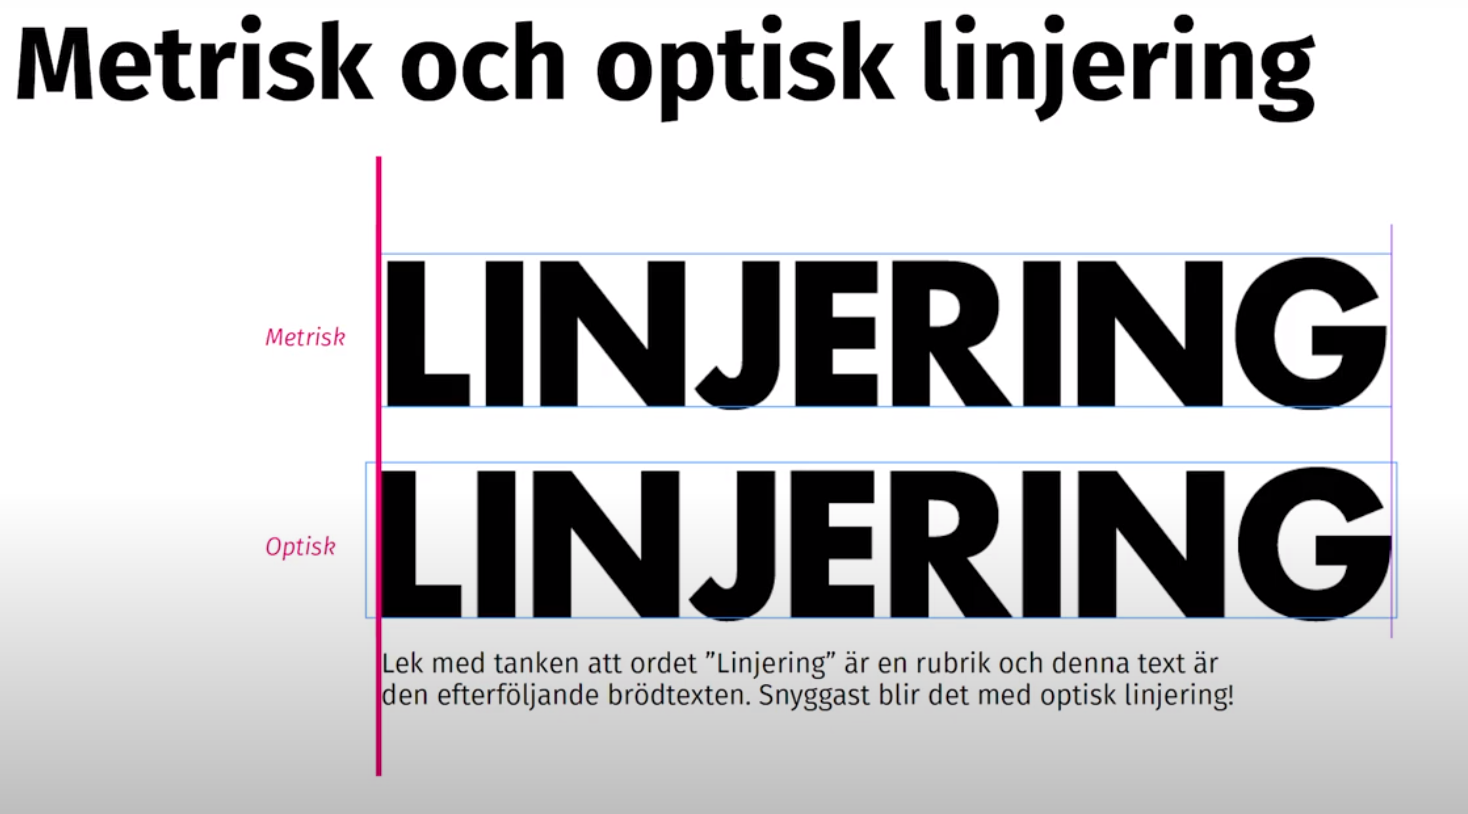 Metrisk och optisk linjering
Metrisk
LINJERING
Optisk
LINJERING
Lek med tanken att ordet ”Linjering” är en rubrik och denna text är
den efterföljande brödtexten. Snyggast blir det med optisk linjering!